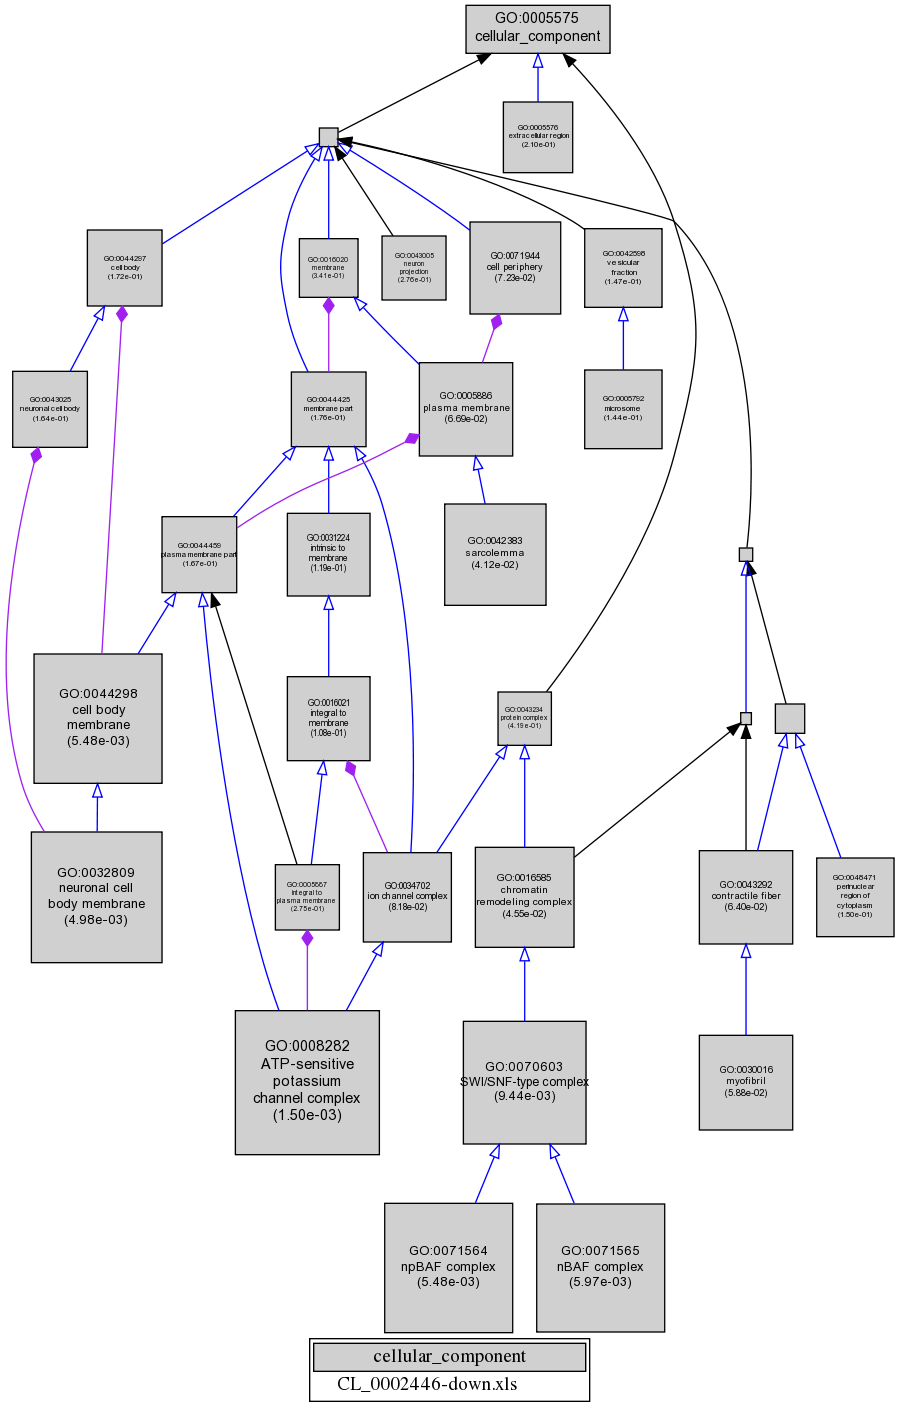 GO:0005575
cellular_component
GO:0005576
extracellular region
(2.10e-01)
GO:0044297
cell body
(1.72e-01)
GO:0016020
membrane
(3.41e-01)
GO:0043005
neuron
projection
(2.76e-01)
GO:0071944
cell periphery
(7.23e-02)
GO:0042598
vesicular
fraction
(1.47e-01)
GO:0043025
neuronal cell body
(1.64e-01)
GO:0044425
membrane part
(1.76e-01)
GO:0005886
plasma membrane
(6.69e-02)
GO:0005792
microsome
(1.44e-01)
GO:0044459
plasma membrane part
(1.67e-01)
GO:0031224
intrinsic to
membrane
(1.19e-01)
GO:0042383
sarcolemma
(4.12e-02)
GO:0044298
cell body
membrane
(5.48e-03)
GO:0016021
integral to
membrane
(1.08e-01)
GO:0043234
protein complex
(4.19e-01)
GO:0032809
neuronal cell
body membrane
(4.98e-03)
GO:0005887
integral to
plasma membrane
(2.75e-01)
GO:0034702
ion channel complex
(8.18e-02)
GO:0016585
chromatin
remodeling complex
(4.55e-02)
GO:0043292
contractile fiber
(6.40e-02)
GO:0048471
perinuclear
region of
cytoplasm
(1.50e-01)
GO:0008282
ATP-sensitive
potassium
channel complex
(1.50e-03)
GO:0070603
SWI/SNF-type complex
(9.44e-03)
GO:0030016
myofibril
(5.88e-02)
GO:0071564
npBAF complex
(5.48e-03)
GO:0071565
nBAF complex
(5.97e-03)
cellular_component
CL_0002446-down.xls